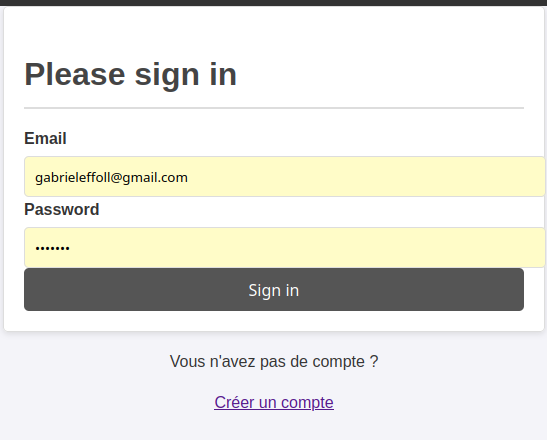 Please sign in
Email
gabrieleffoll@gmail.com
Password
•••••••
Sign in
Vous n'avez pas de compte ?
Créer un compte